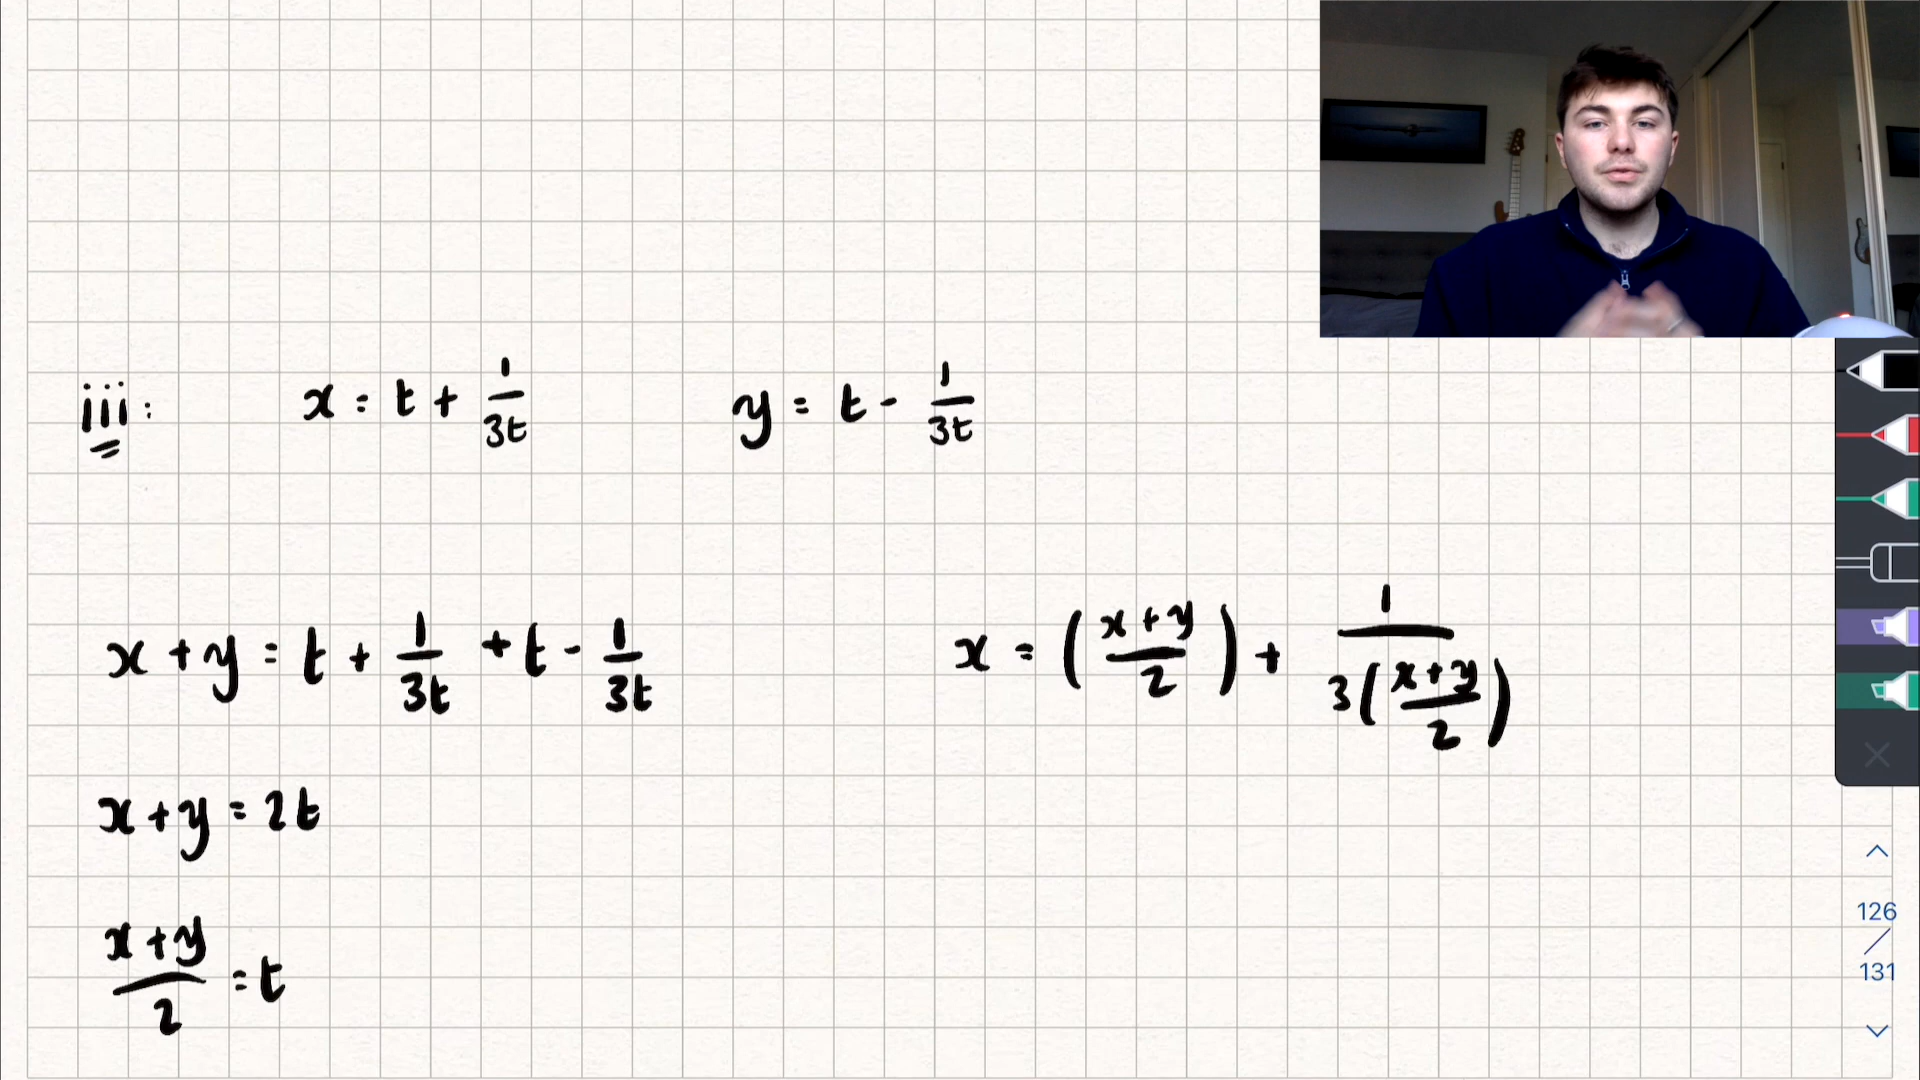 iii: x = t + 1/3t y = t - 1/3t
x + y = t + 1/3t + t - 1/3t x = (x+y/2) + 1/3(x+y/2)
x + y = 2t
x+y/2 = t
126
/
131